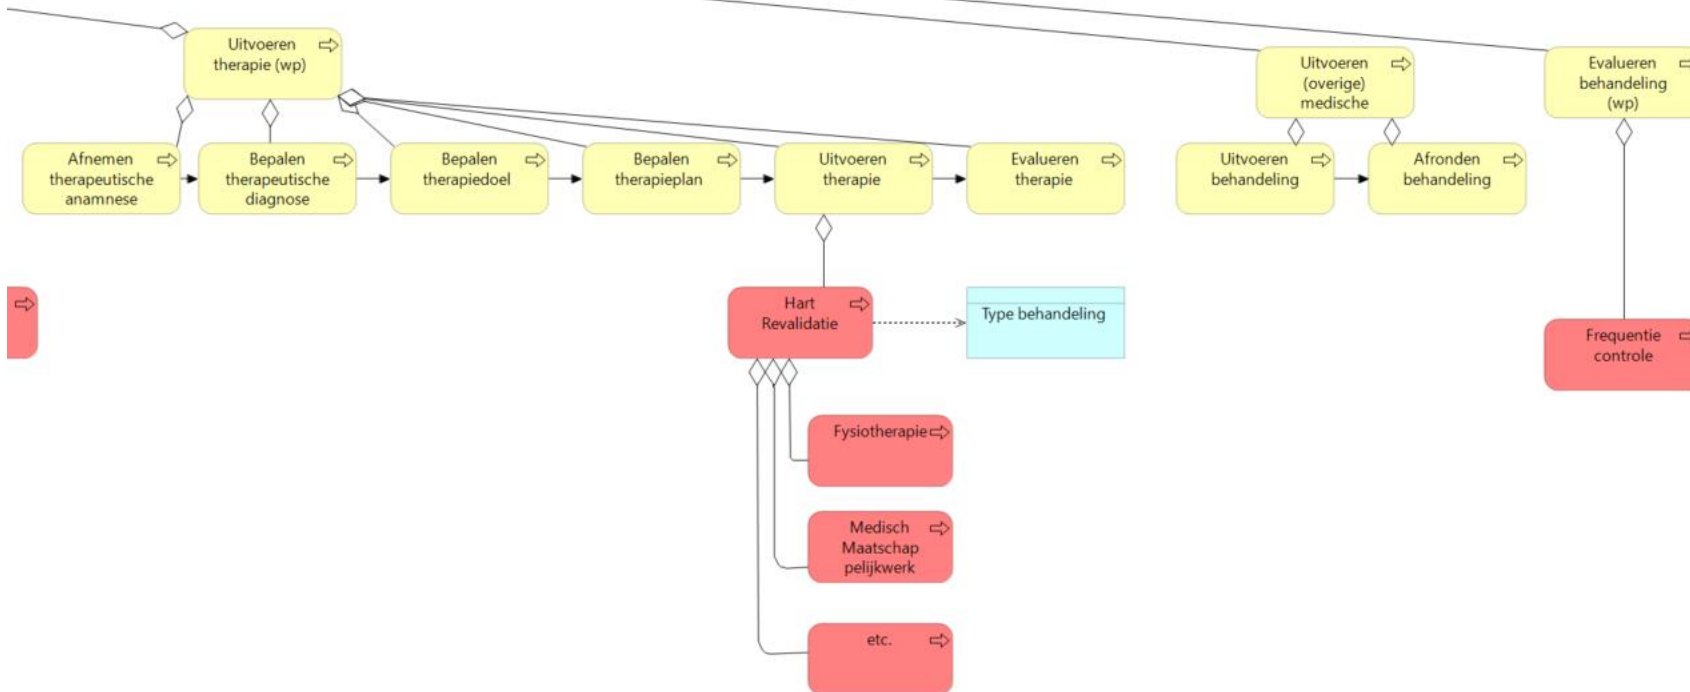 Uitvoeren
therapie (wp)
Uitvoeren
(overige)
medische
Evalueren
behandeling
(wp)
Afnemen
therapeutische
anamnese
Bepalen
therapeutische
diagnose
Bepalen
therapiedoel
Bepalen
therapieplan
Uitvoeren
therapie
Evalueren
therapie
Uitvoeren
behandeling
Afronden
behandeling
Hart
Revalidatie
Type behandeling
Frequentie
controle
Fysiotherapie
Medisch
Maatschap
pelijkwerk
etc.